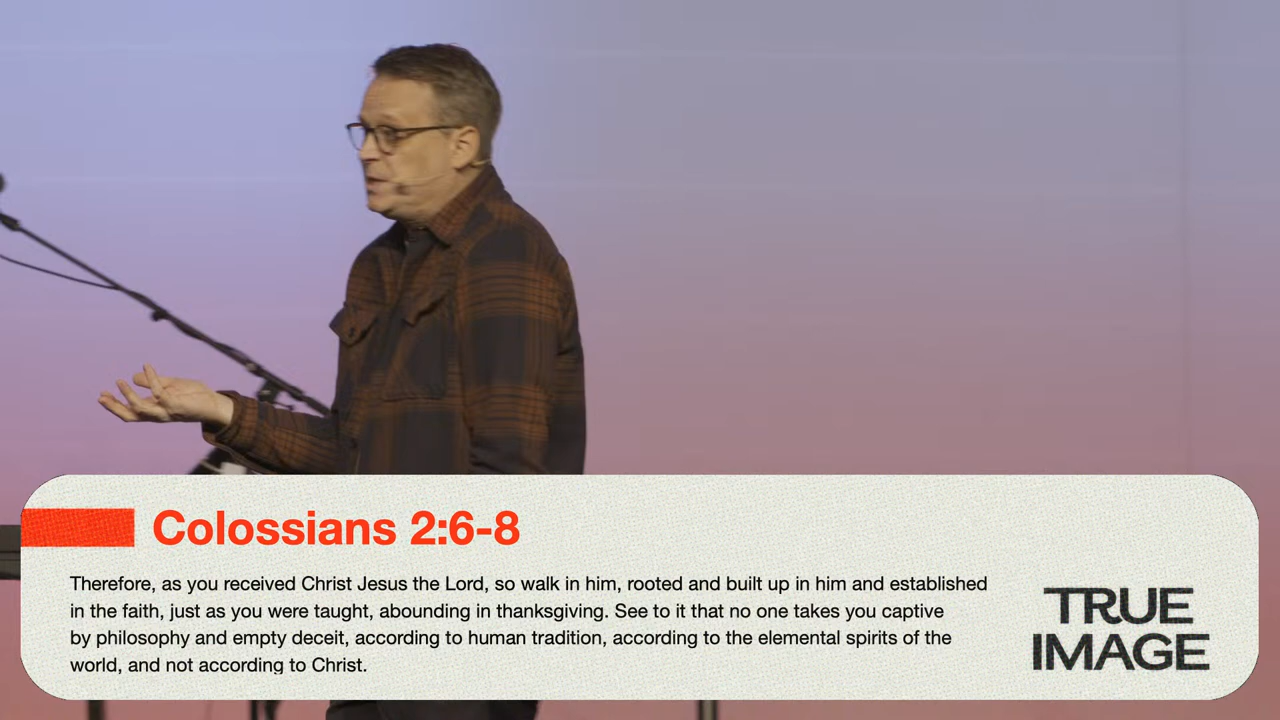 Colossians 2:6-8
Therefore, as you received Christ Jesus the Lord, so walk in him, rooted and built up in him and established
in the faith, just as you were taught, abounding in thanksgiving. See to it that no one takes you captive
by philosophy and empty deceit, according to human tradition, according to the elemental spirits of the
world, and not according to Christ.
TRUE
IMAGE